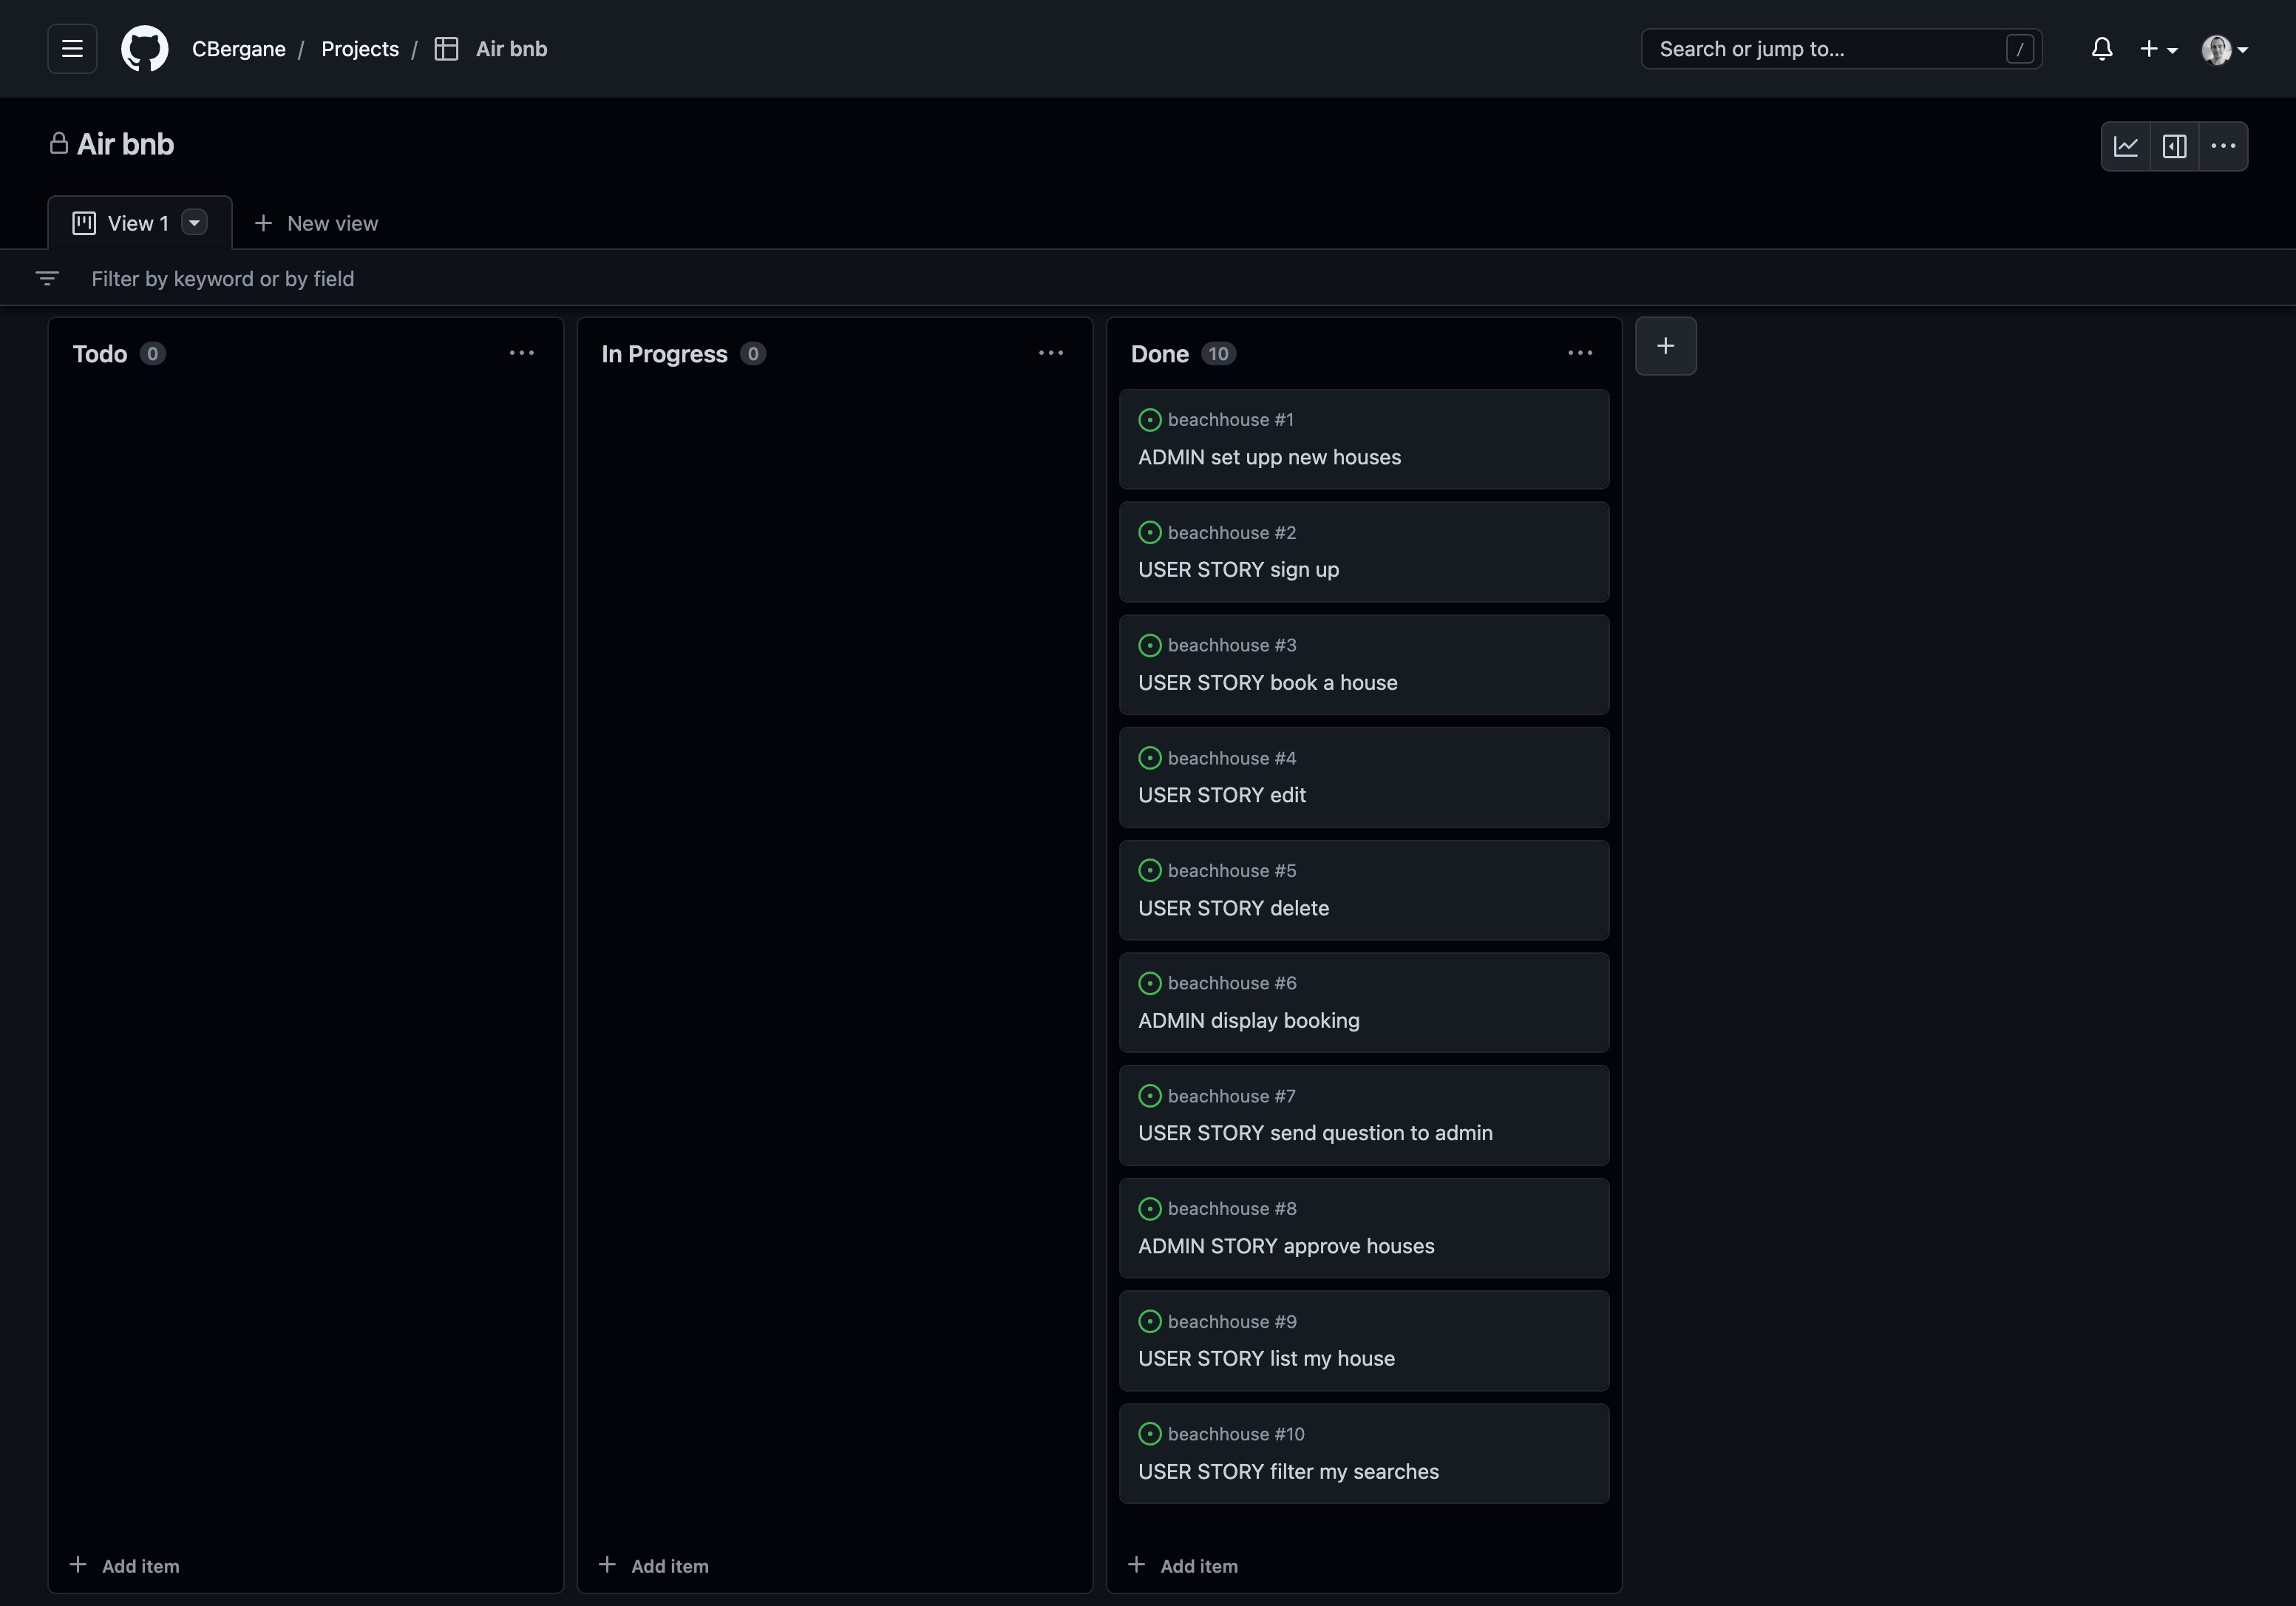 CBergane / Projects / Air bnb
Search or jump to... /
Air bnb
View 1
New view
Filter by keyword or by field
Todo 0
Add item
In Progress 0
Add item
Done 10
beachhouse #1
ADMIN set upp new houses
beachhouse #2
USER STORY sign up
beachhouse #3
USER STORY book a house
beachhouse #4
USER STORY edit
beachhouse #5
USER STORY delete
beachhouse #6
ADMIN display booking
beachhouse #7
USER STORY send question to admin
beachhouse #8
ADMIN STORY approve houses
beachhouse #9
USER STORY list my house
beachhouse #10
USER STORY filter my searches
Add item